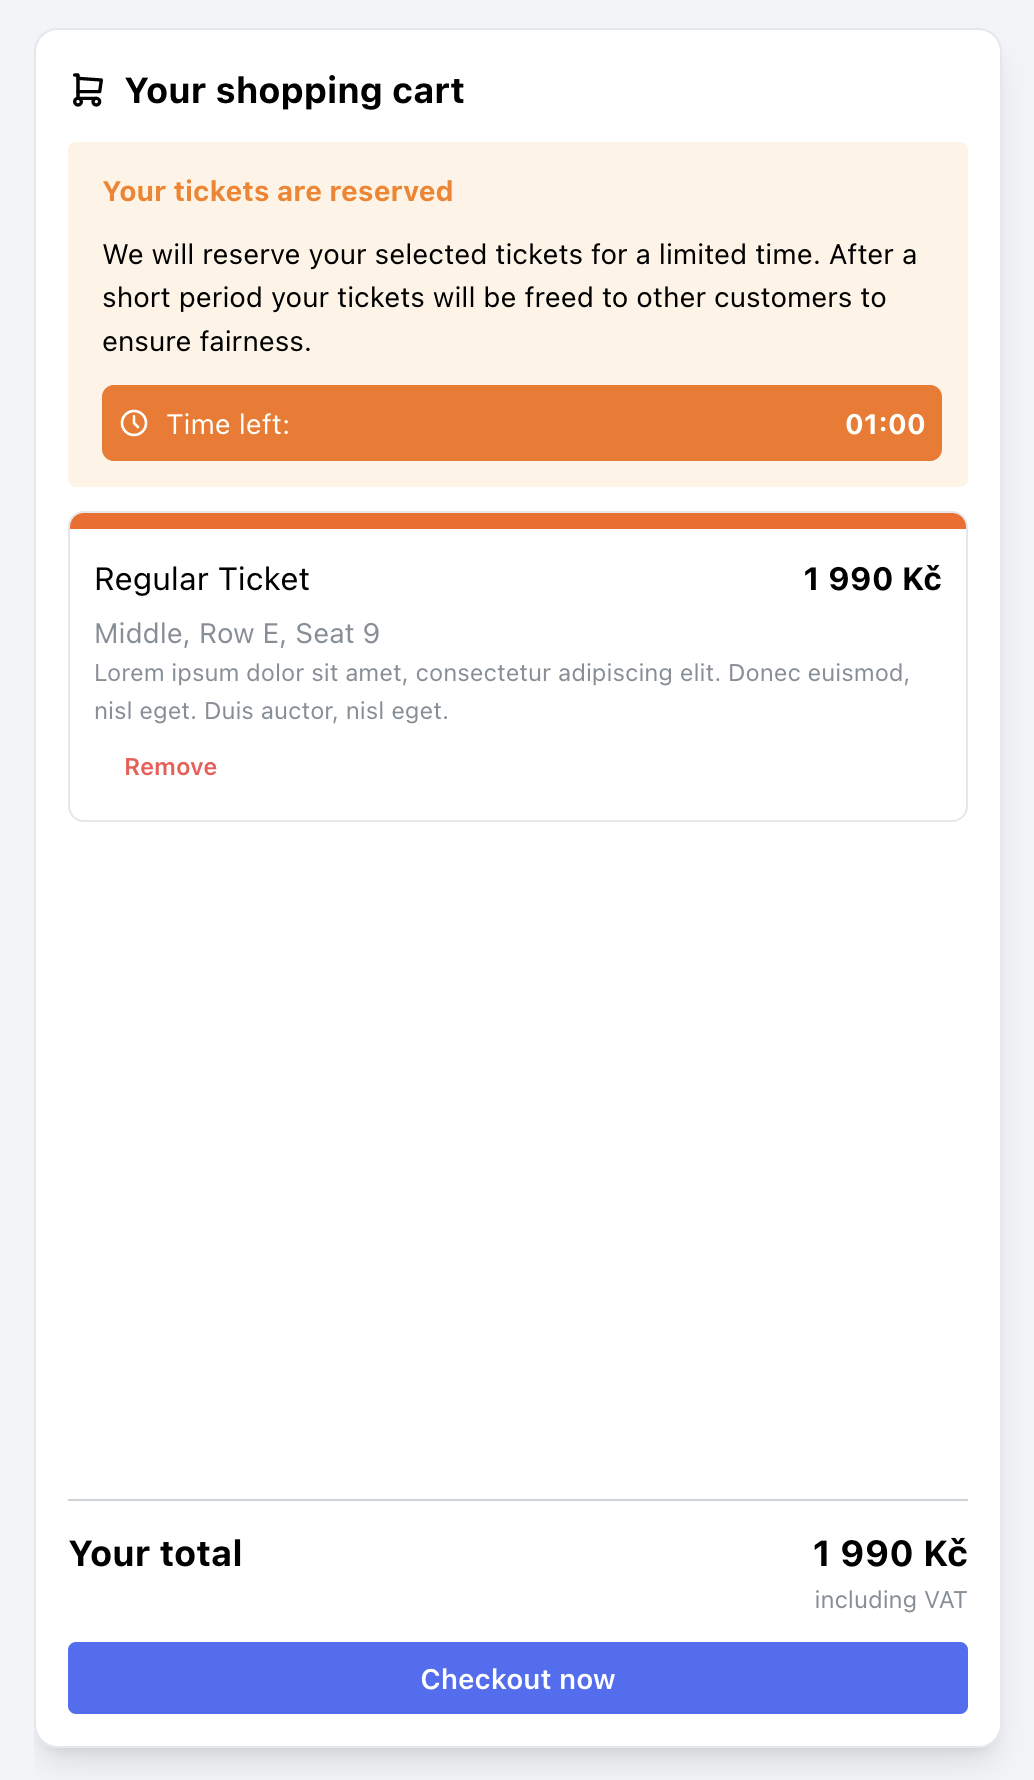 Your shopping cart
Your tickets are reserved
We will reserve your selected tickets for a limited time. After a
short period your tickets will be freed to other customers to
ensure fairness.
Time left: 01:00
Regular Ticket 1 990 Kč
Middle, Row E, Seat 9
Lorem ipsum dolor sit amet, consectetur adipiscing elit. Donec euismod,
nisl eget. Duis auctor, nisl eget.
Remove
Your total 1 990 Kč
including VAT
Checkout now